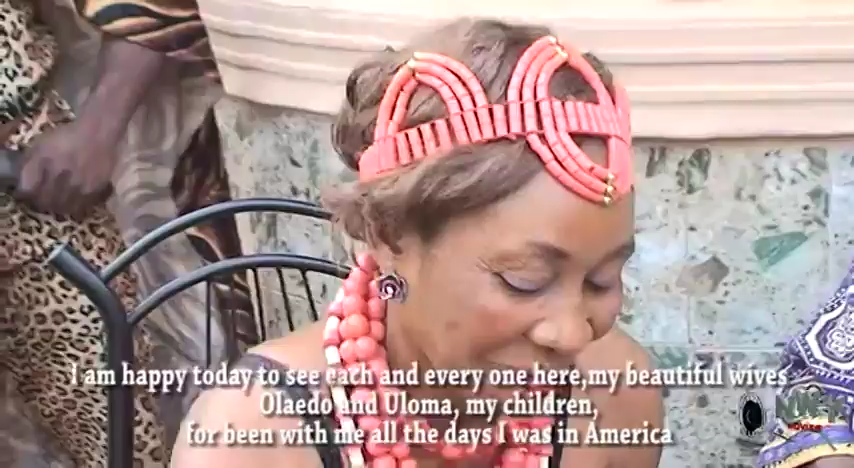 I am happy today to see each and every one here,my beautiful wives
Olaedo and Uloma, my children,
for been with me all the days I was in America